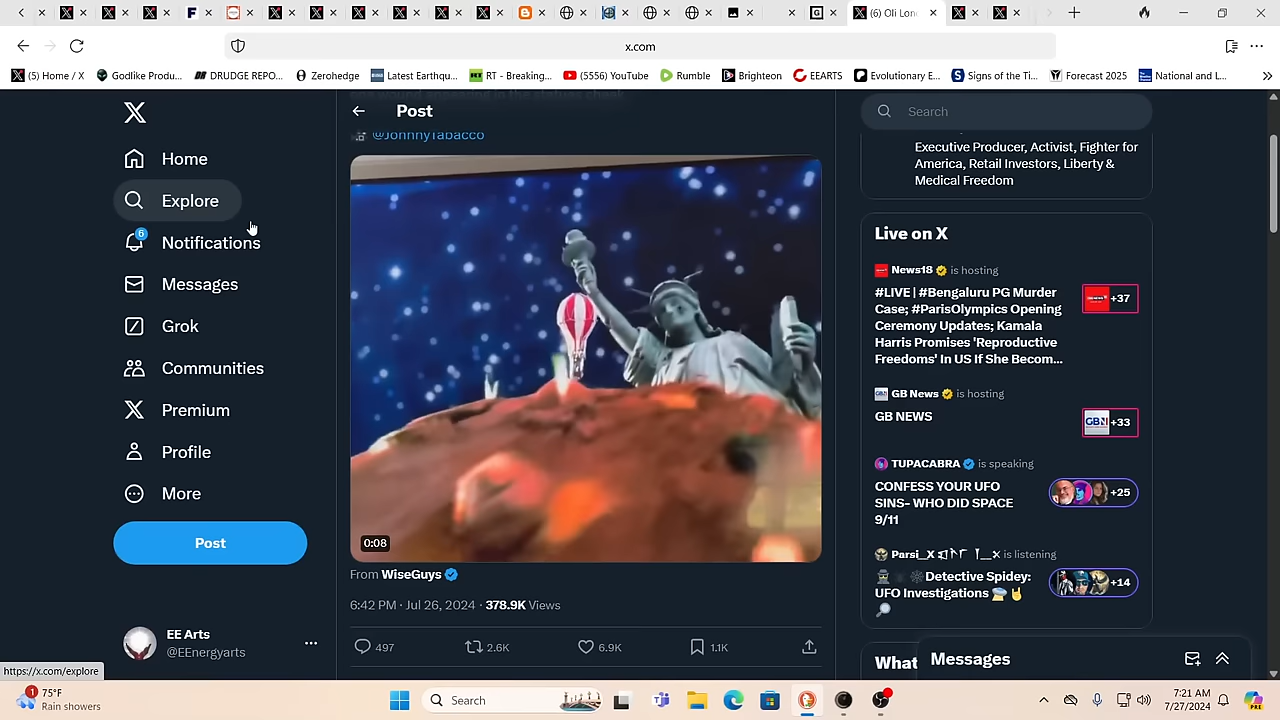 (6) Oli Lon
x.com
(5) Home / X
Godlike Produ...
DRUDGE REPO...
Zerohedge
Latest Earthqu...
RT - Breaking...
(5556) YouTube
Rumble
Brighteon
EEARTS
Evolutionary E...
Signs of the Ti...
Forecast 2025
National and L...
Post
@JohnnyTabacco
Search
Home
Explore
6
Notifications
Messages
Grok
Communities
Premium
Profile
More
Post
EE Arts
@EEnergyarts
https://x.com/explore
0:08
From WiseGuys
6:42 PM · Jul 26, 2024 · 378.9K Views
497
2.6K
6.9K
1.1K
Executive Producer, Activist, Fighter for
America, Retail Investors, Liberty &
Medical Freedom
Live on X
News18 is hosting
#LIVE | #Bengaluru PG Murder
Case; #ParisOlympics Opening
Ceremony Updates; Kamala
Harris Promises 'Reproductive
Freedoms' In US If She Becom...
+37
GB News is hosting
GB NEWS
GBN
+33
TUPACABRA is speaking
CONFESS YOUR UFO
SINS- WHO DID SPACE
9/11
+25
is listening
Detective Spidey:
UFO Investigations
+14
What
Messages
1
75°F
Rain showers
Search
7:21 AM
7/27/2024